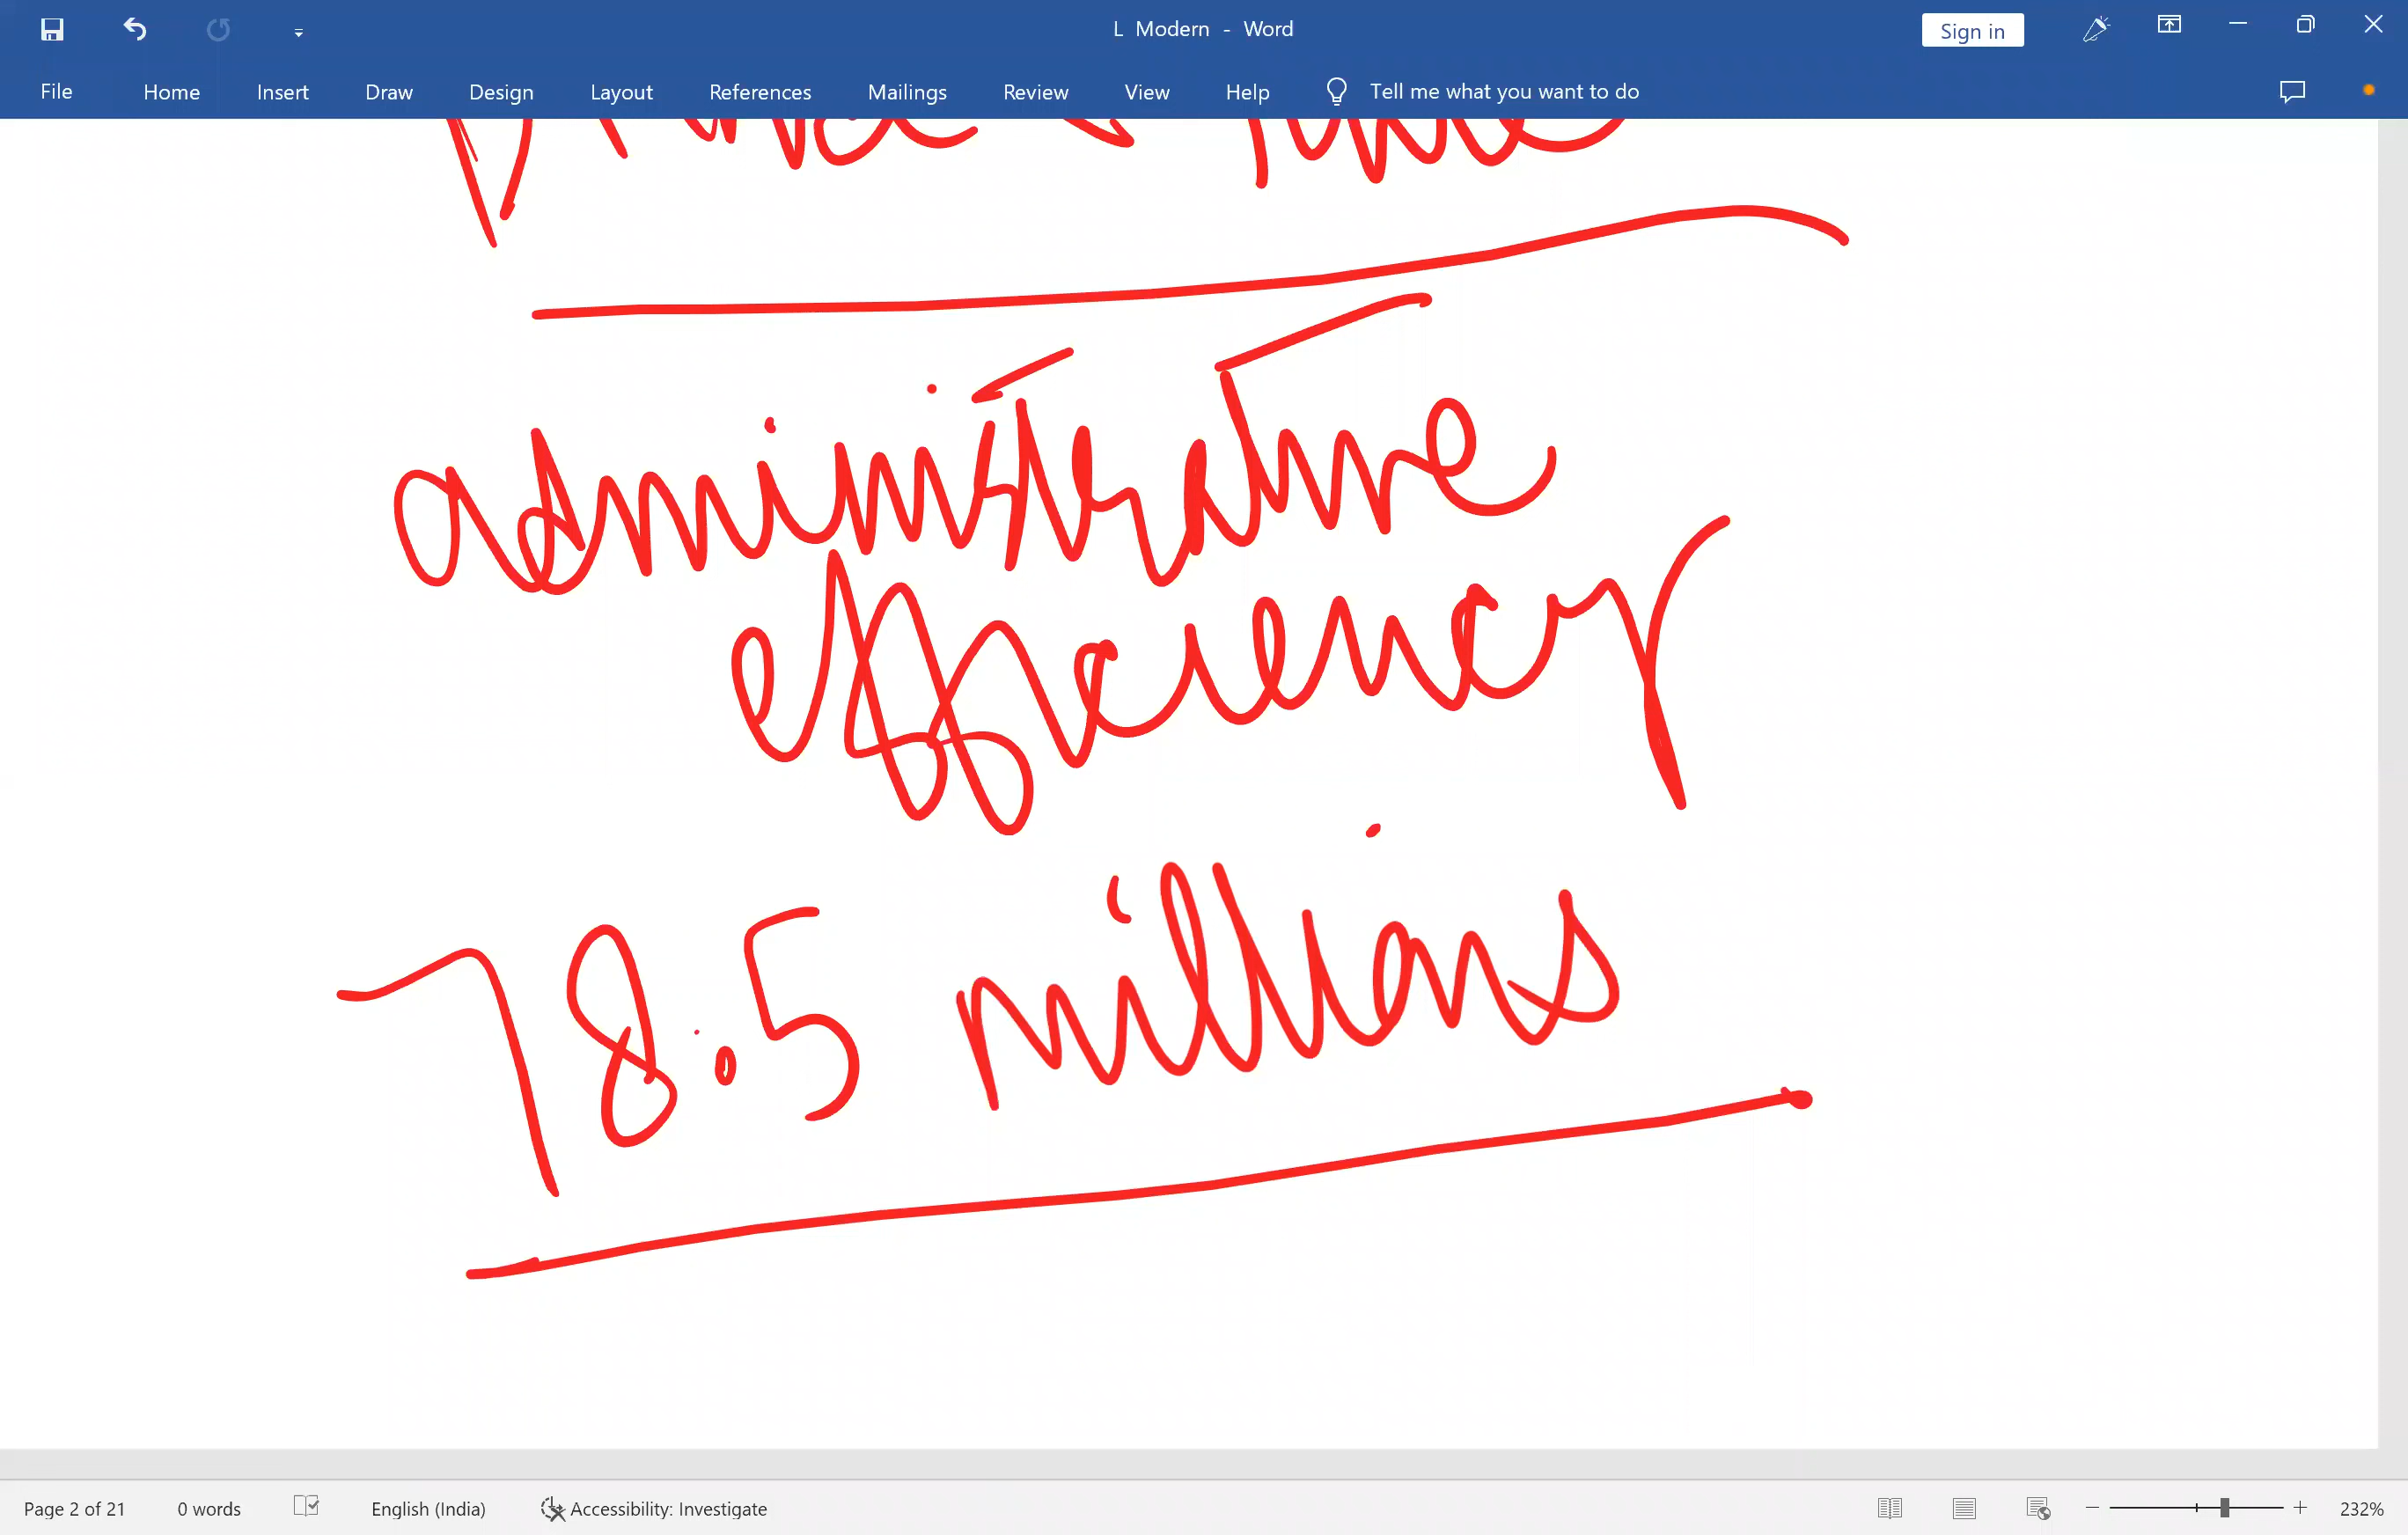 L Modern - Word
Sign in
File Home Insert Draw Design Layout References Mailings Review View Help Tell me what you want to do
administrative
efficiency
78.5 millions
Page 2 of 21 0 words English (India) Accessibility: Investigate 232%